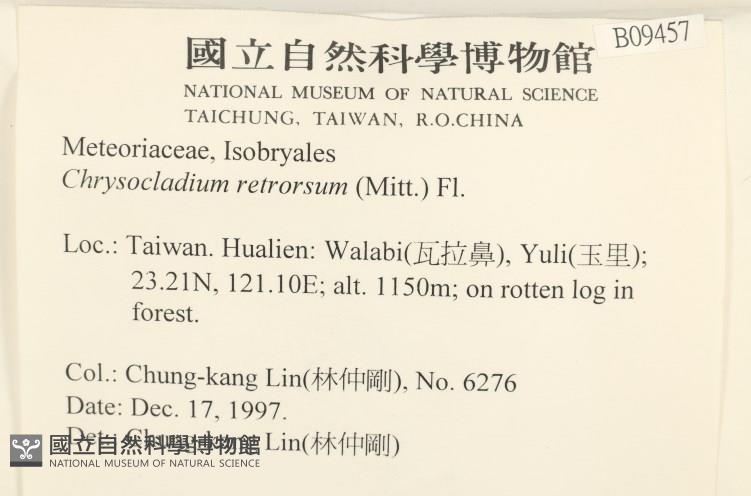 國立自然科學博物館
B09457
NATIONAL MUSEUM OF NATURAL SCIENCE
TAICHUNG, TAIWAN, R.O.CHINA
Meteoriaceae, Isobryales
Chrysocladium retrorsum (Mitt.) Fl.
Loc.: Taiwan. Hualien: Walabi(瓦拉鼻), Yuli(玉里);
23.21N, 121.10E; alt. 1150m; on rotten log in
forest.
Col.: Chung-kang Lin(林仲剛), No. 6276
Date: Dec. 17, 1997.
Lin(林仲剛)
國立自然科學博物館
NATIONAL MUSEUM OF NATURAL SCIENCE